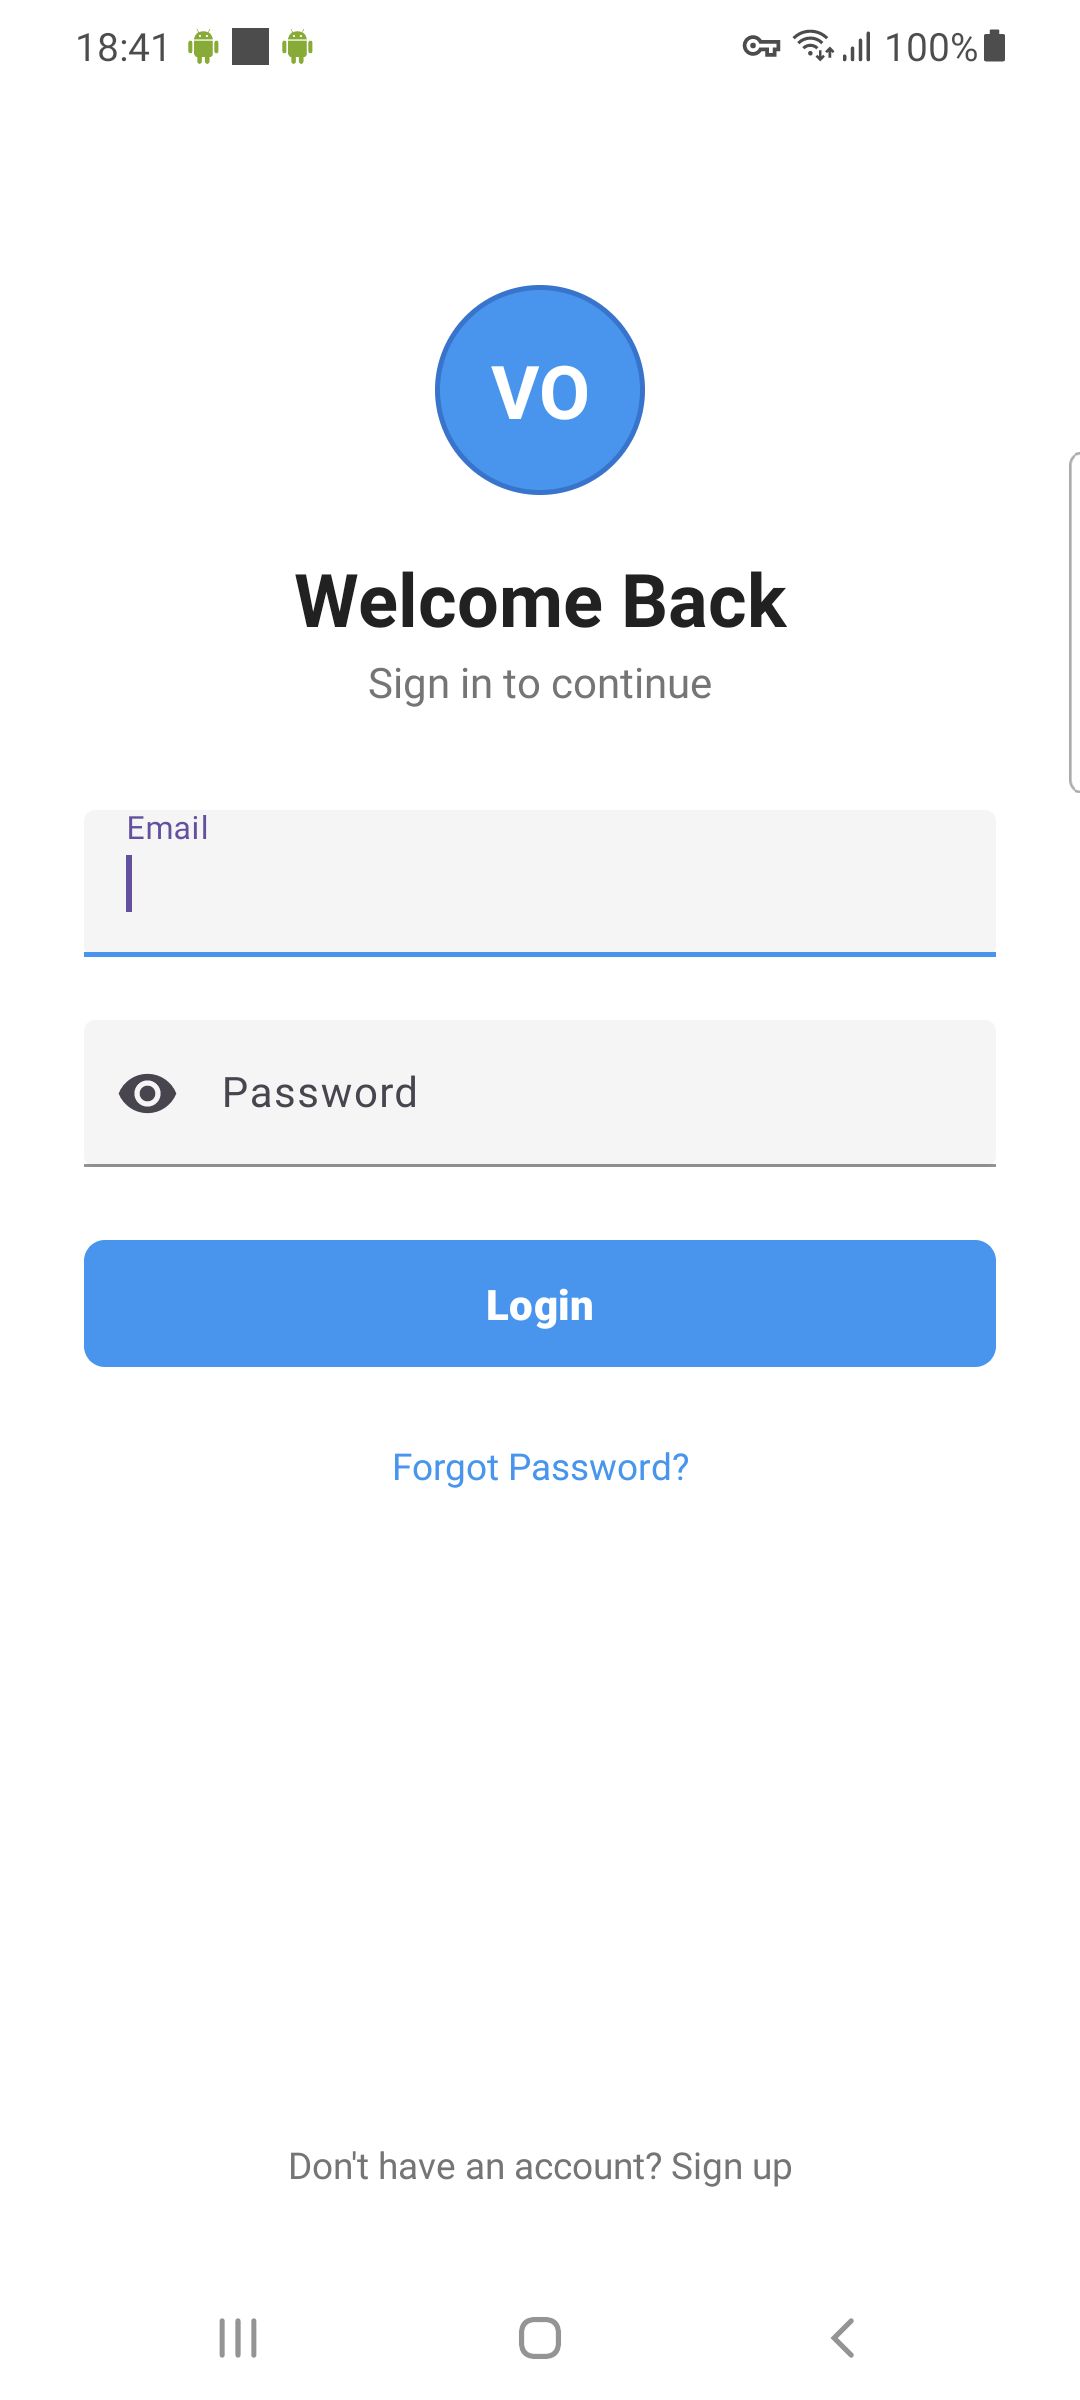 18:41 100%
VO
Welcome Back
Sign in to continue
Email
Password
Login
Forgot Password?
Don't have an account? Sign up